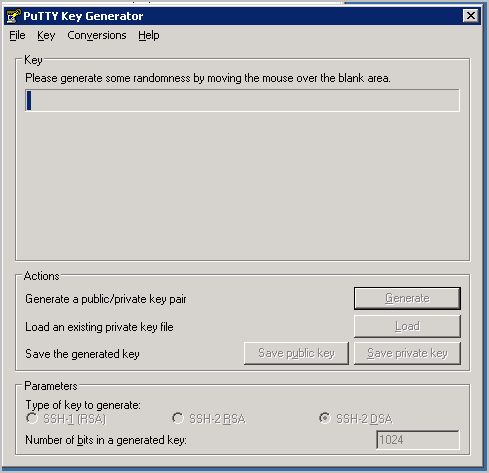 PuTTY Key Generator
File Key Conversions Help
Key
Please generate some randomness by moving the mouse over the blank area.
Actions
Generate a public/private key pair Generate
Load an existing private key file Load
Save the generated key Save public key Save private key
Parameters
Type of key to generate:
SSH-1 (RSA) SSH-2 RSA SSH-2 DSA
Number of bits in a generated key: 1024